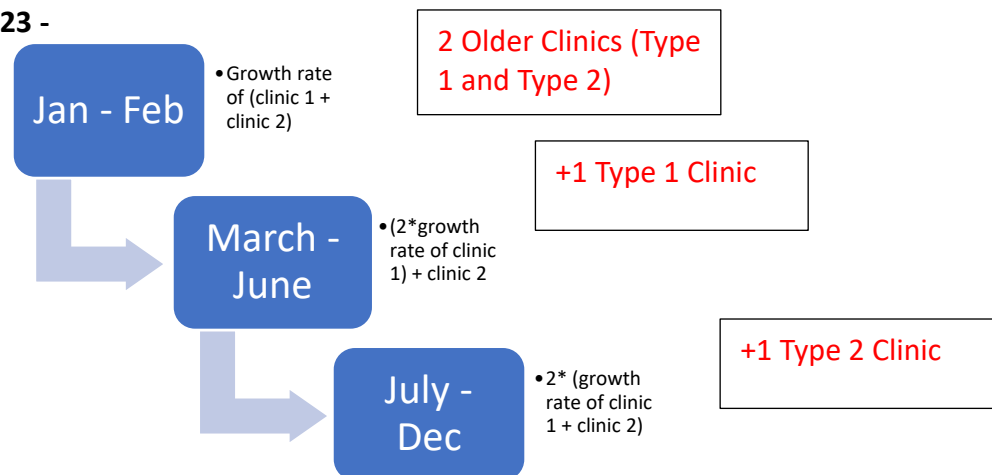 23 -
Jan - Feb
•Growth rate
of (clinic 1 +
clinic 2)
2 Older Clinics (Type
1 and Type 2)
+1 Type 1 Clinic
March -
June
•(2*growth
rate of clinic
1) + clinic 2
+1 Type 2 Clinic
July -
Dec
•2* (growth
rate of clinic
1 + clinic 2)